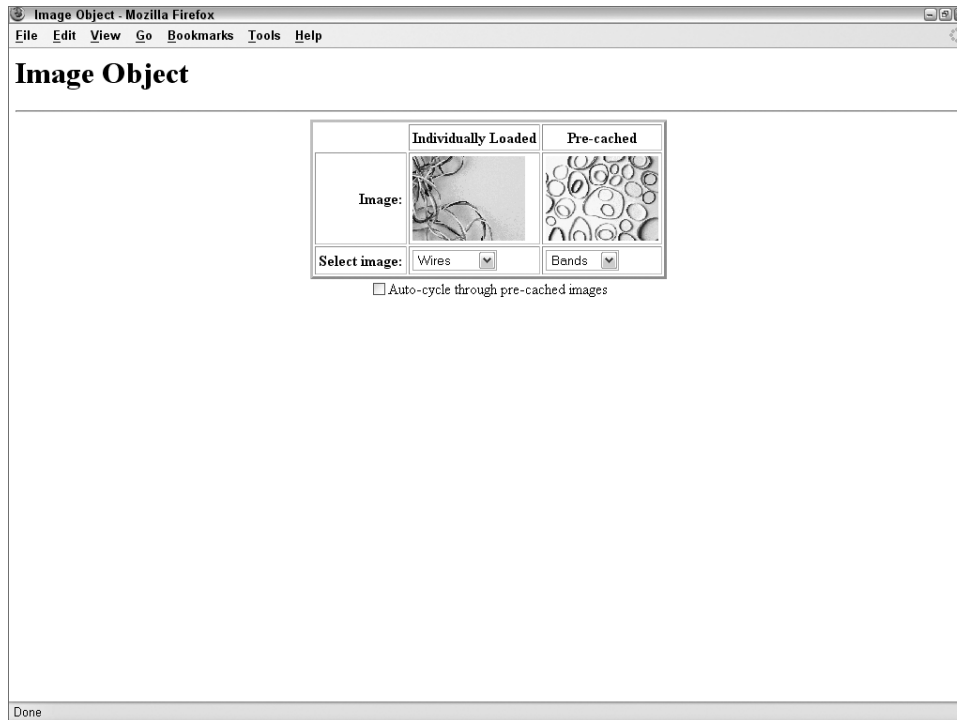 Image Object - Mozilla Firefox
File Edit View Go Bookmarks Tools Help
Image Object
Individually Loaded Pre-cached
Image:
Select image: Wires Bands
Auto-cycle through pre-cached images
Done